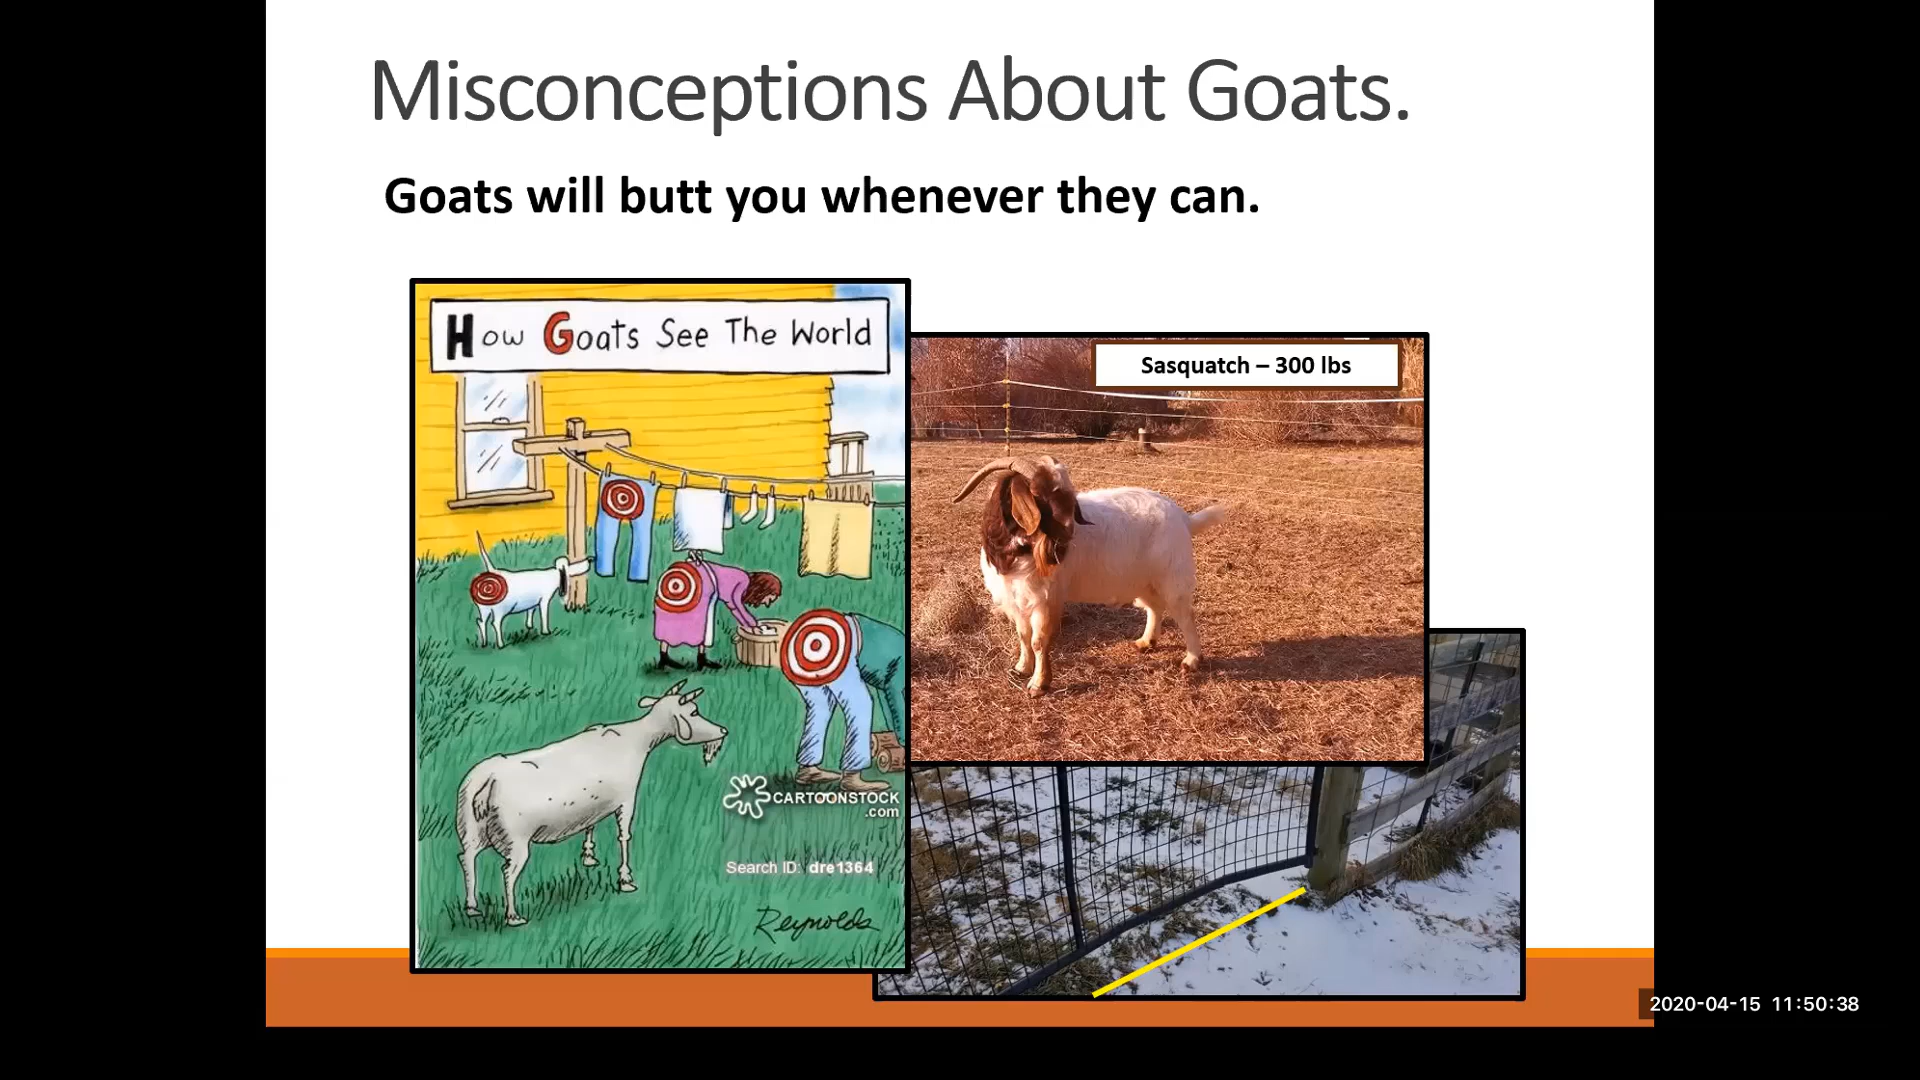 Misconceptions About Goats.
Goats will butt you whenever they can.
How Goats See The World
Sasquatch – 300 lbs
CARTOONSTOCK
.com
Search ID: dre1364
Reynolds
2020-04-15 11:50:38